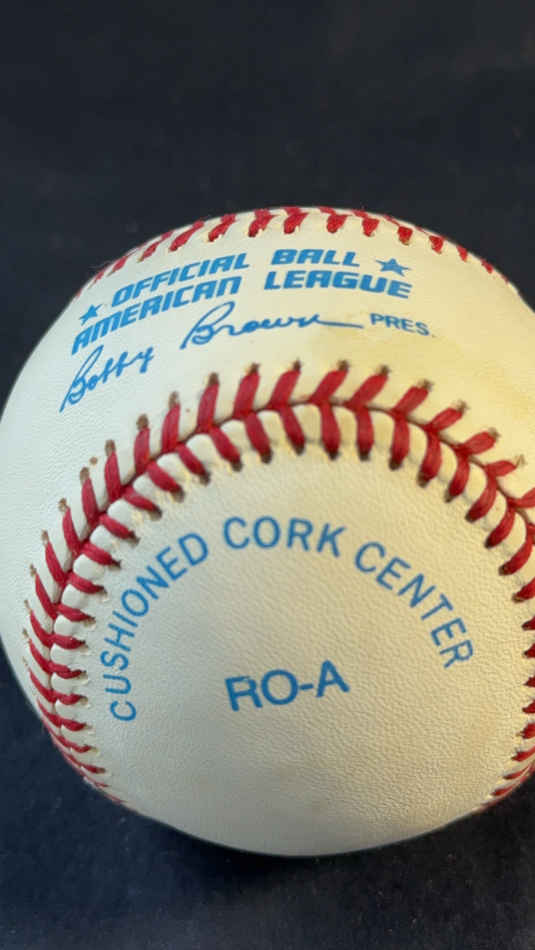 ★ OFFICIAL BALL ★
AMERICAN LEAGUE
Bobby Brown PRES.
CUSHIONED CORK CENTER
RO-A